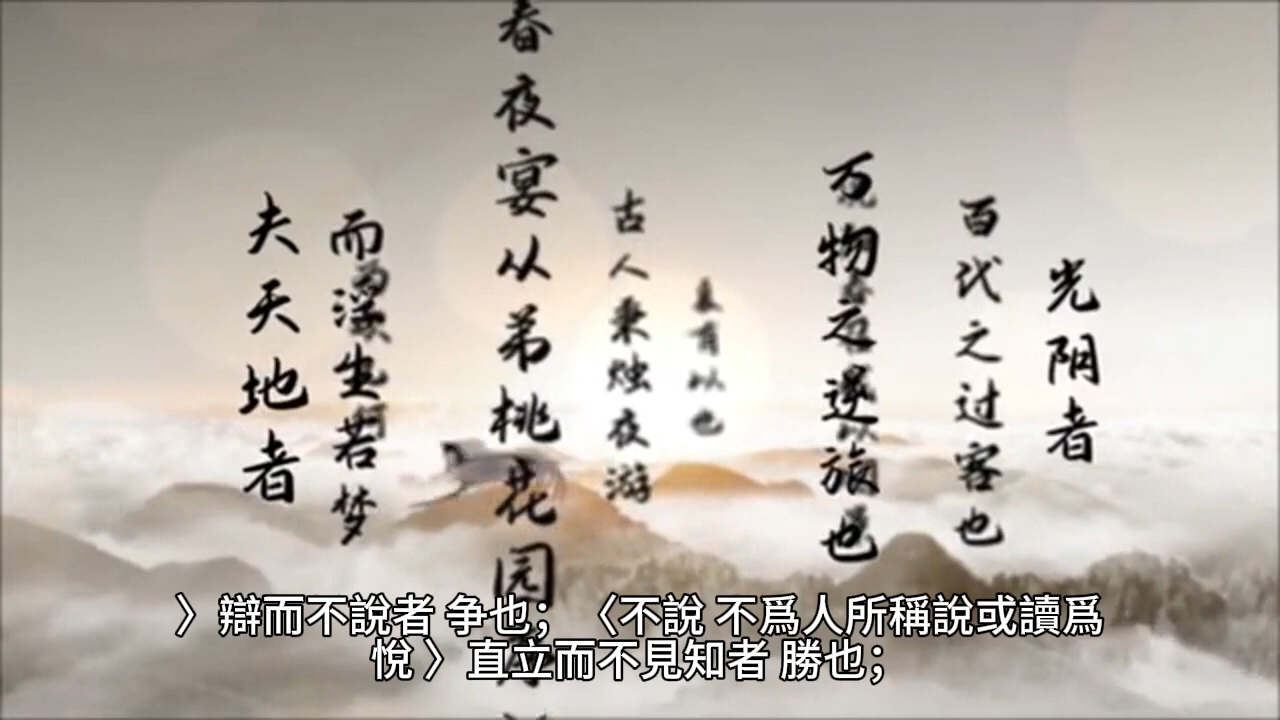 光阴者
百代之过客也
万物之逆旅也
良有以也
古人秉烛夜游
春夜宴从弟桃花园
而浮生若梦
夫天地者
〉辯而不說者 争也；〈不說 不爲人所稱說或讀爲
悅〉直立而不見知者 勝也；